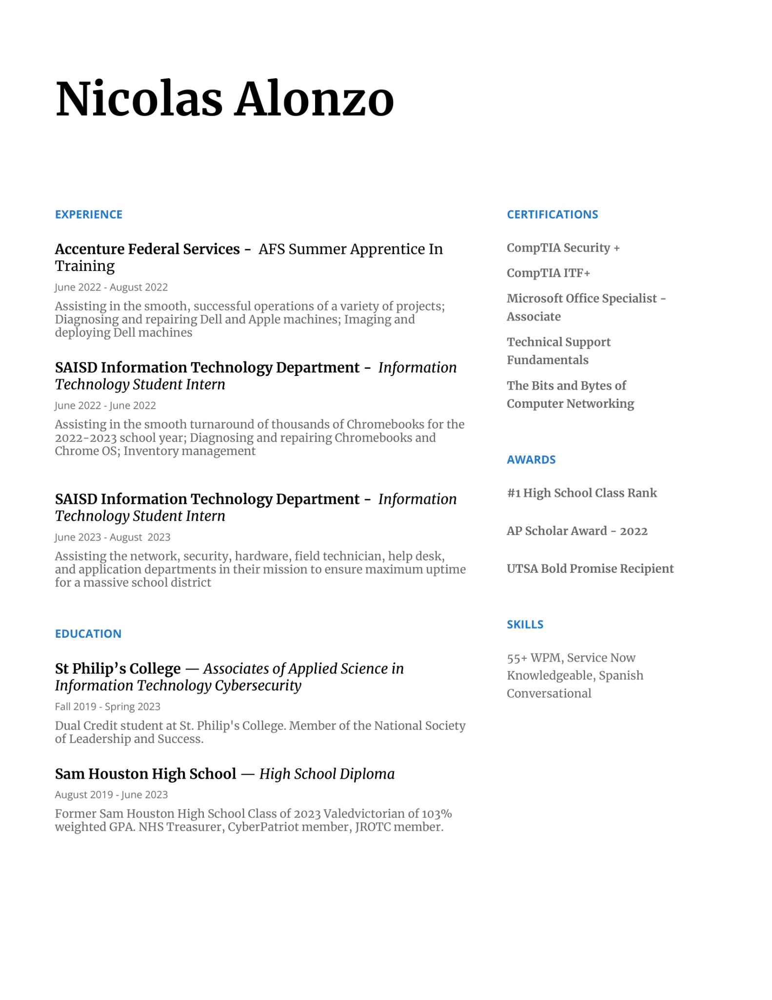 Nicolas Alonzo
EXPERIENCE
Accenture Federal Services - AFS Summer Apprentice In
Training
June 2022 - August 2022
Assisting in the smooth, successful operations of a variety of projects;
Diagnosing and repairing Dell and Apple machines; Imaging and
deploying Dell machines
SAISD Information Technology Department - Information
Technology Student Intern
June 2022 - June 2022
Assisting in the smooth turnaround of thousands of Chromebooks for the
2022-2023 school year; Diagnosing and repairing Chromebooks and
Chrome OS; Inventory management
SAISD Information Technology Department - Information
Technology Student Intern
June 2023 - August 2023
Assisting the network, security, hardware, field technician, help desk,
and application departments in their mission to ensure maximum uptime
for a massive school district
EDUCATION
St Philip’s College — Associates of Applied Science in
Information Technology Cybersecurity
Fall 2019 - Spring 2023
Dual Credit student at St. Philip's College. Member of the National Society
of Leadership and Success.
Sam Houston High School — High School Diploma
August 2019 - June 2023
Former Sam Houston High School Class of 2023 Valedvictorian of 103%
weighted GPA. NHS Treasurer, CyberPatriot member, JROTC member.
CERTIFICATIONS
CompTIA Security +
CompTIA ITF+
Microsoft Office Specialist -
Associate
Technical Support
Fundamentals
The Bits and Bytes of
Computer Networking
AWARDS
#1 High School Class Rank
AP Scholar Award - 2022
UTSA Bold Promise Recipient
SKILLS
55+ WPM, Service Now
Knowledgeable, Spanish
Conversational